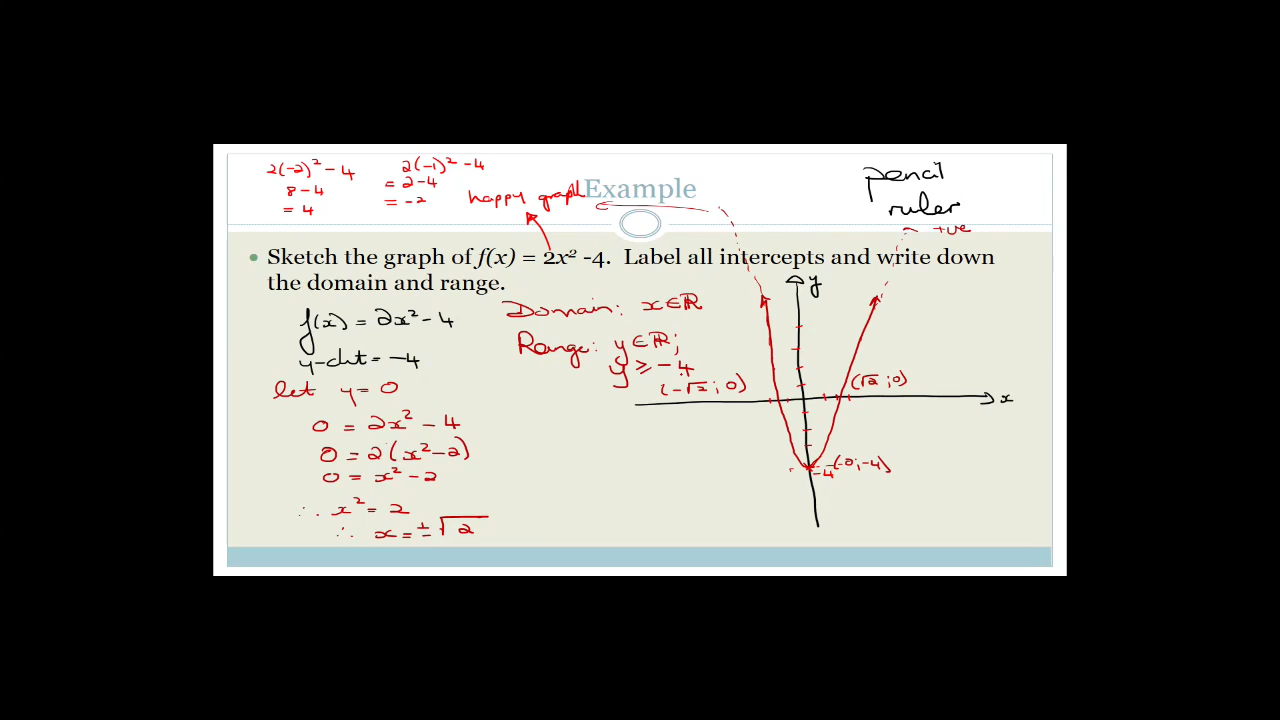 2(-2)² - 4
8 - 4
= 4
2(-1)² - 4
= 2 - 4
= -2
happy graph
Example
pencil
ruler
+ve
• Sketch the graph of f(x) = 2x² -4. Label all intercepts and write down
the domain and range.
f(x) = 2x² - 4
y-cut = -4
let y = 0
0 = 2x² - 4
0 = 2(x² - 2)
0 = x² - 2
∴ x² = 2
∴ x = ±√2
Domain: x ∈ ℝ
Range: y ∈ ℝ;
y ⩾ -4
(-√2 ; 0)
(√2 ; 0)
y
x
-4
(0; -4)